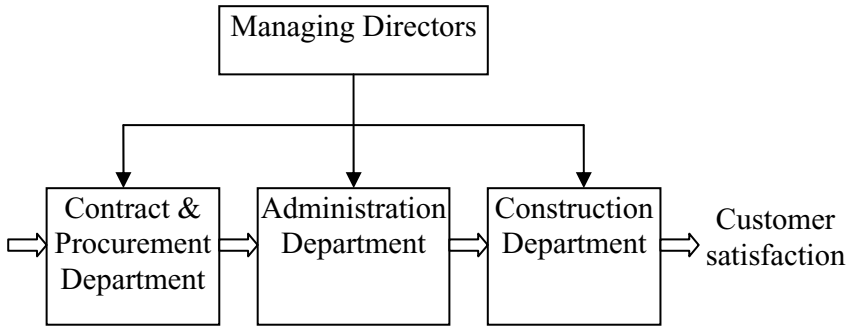 Managing Directors
Contract &
Procurement
Department
Administration
Department
Construction
Department
Customer
satisfaction